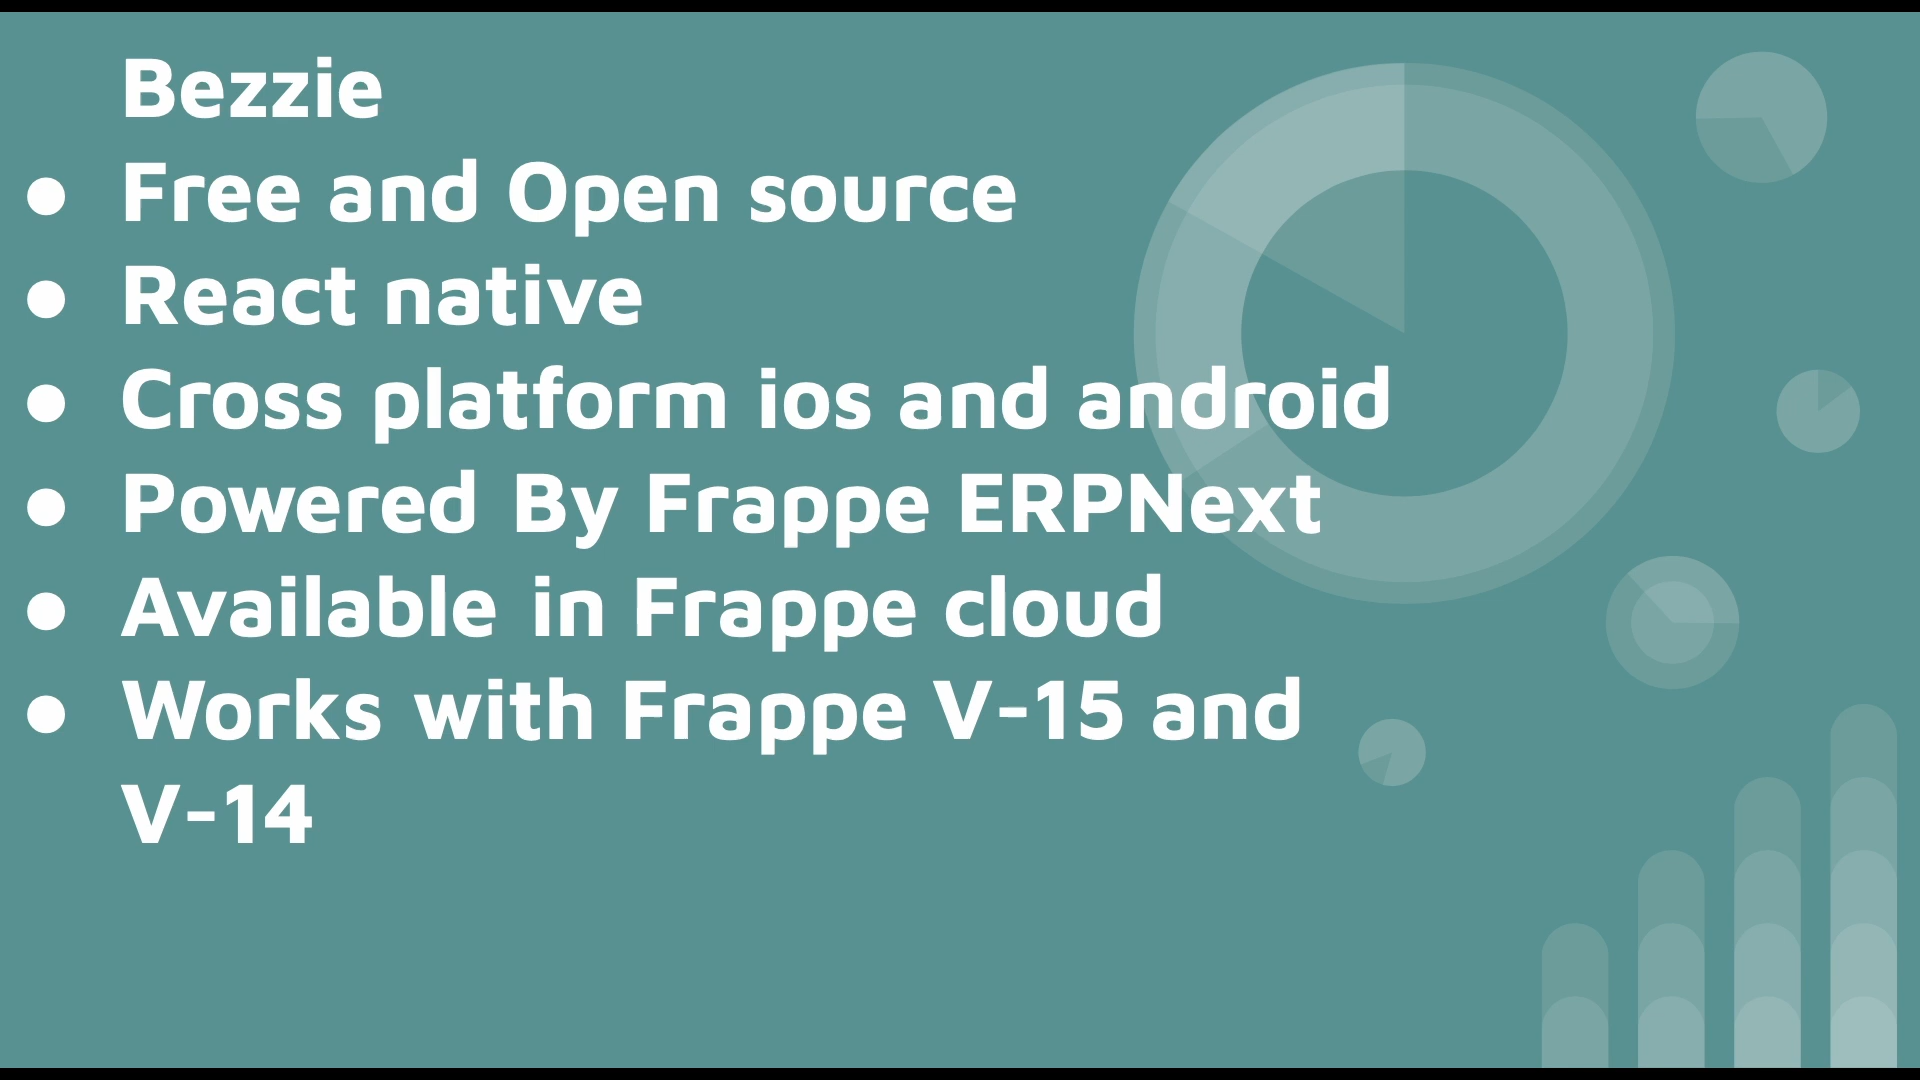 Bezzie
● Free and Open source
● React native
● Cross platform ios and android
● Powered By Frappe ERPNext
● Available in Frappe cloud
● Works with Frappe V-15 and
V-14